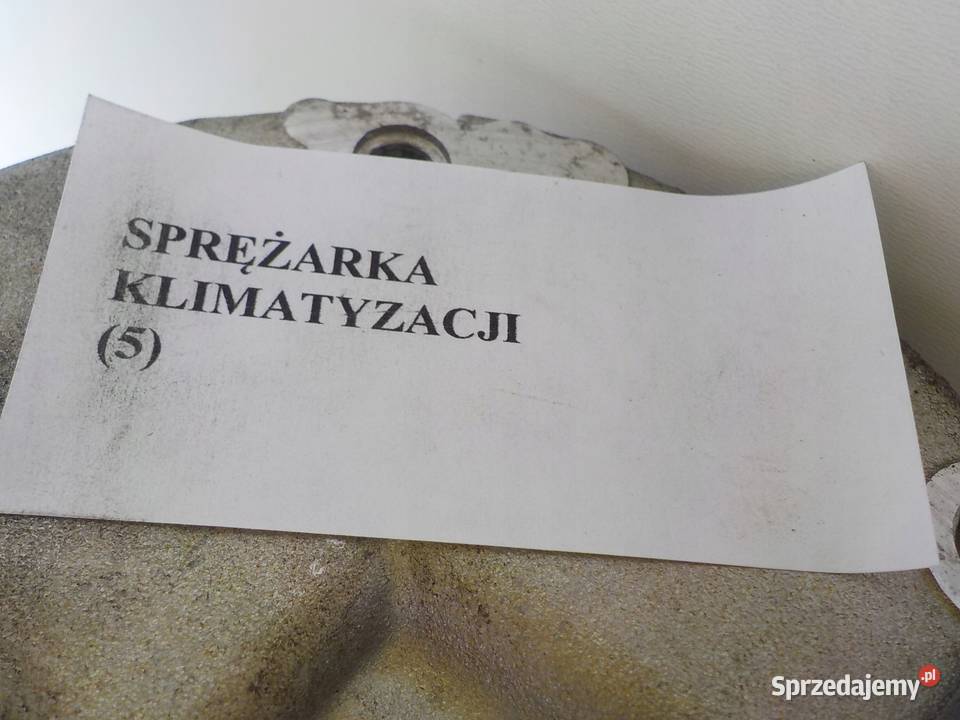 SPRĘŻARKA
KLIMATYZACJI
(5)
Sprzedajemy.pl